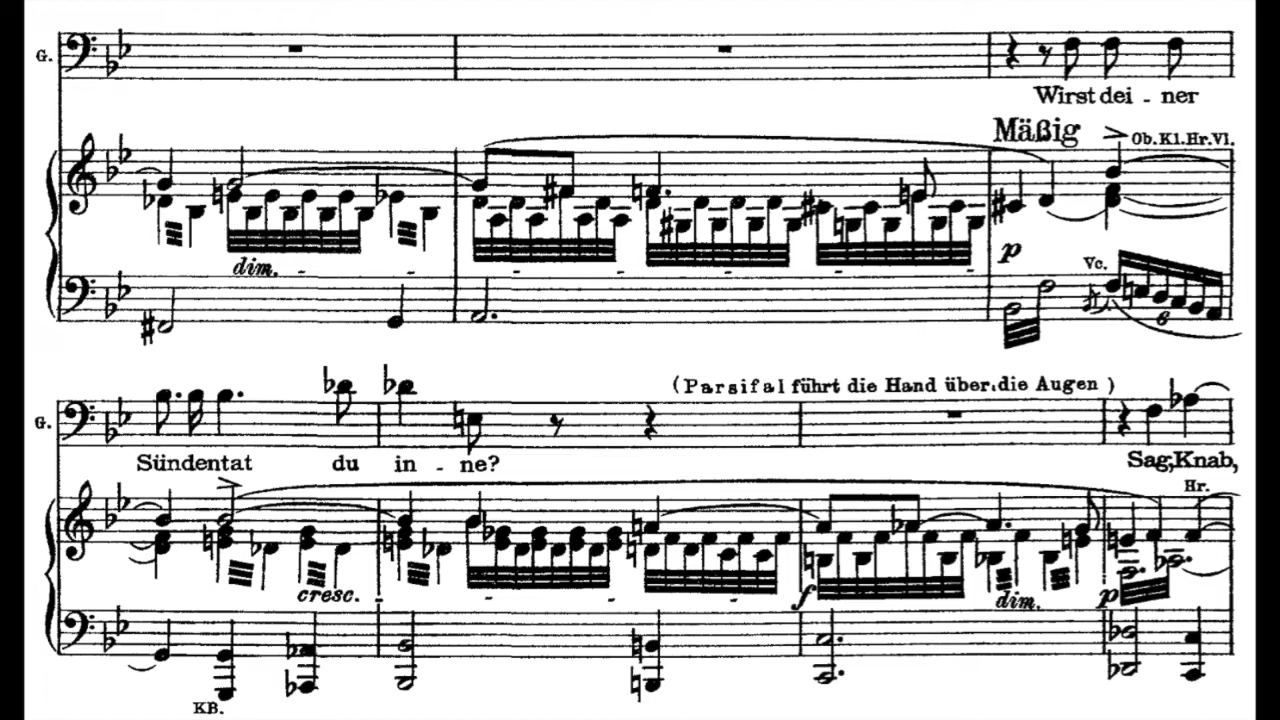 G.
Wirst dei - ner
Mäßig
Ob. Kl. Hr. Vl.
dim. - - - - -
p
Vc.
6
(Parsifal führt die Hand über die Augen)
G.
Sündentat du in - ne?
Sag, Knab,
Hr.
cresc. - - - - f dim. p
KB.